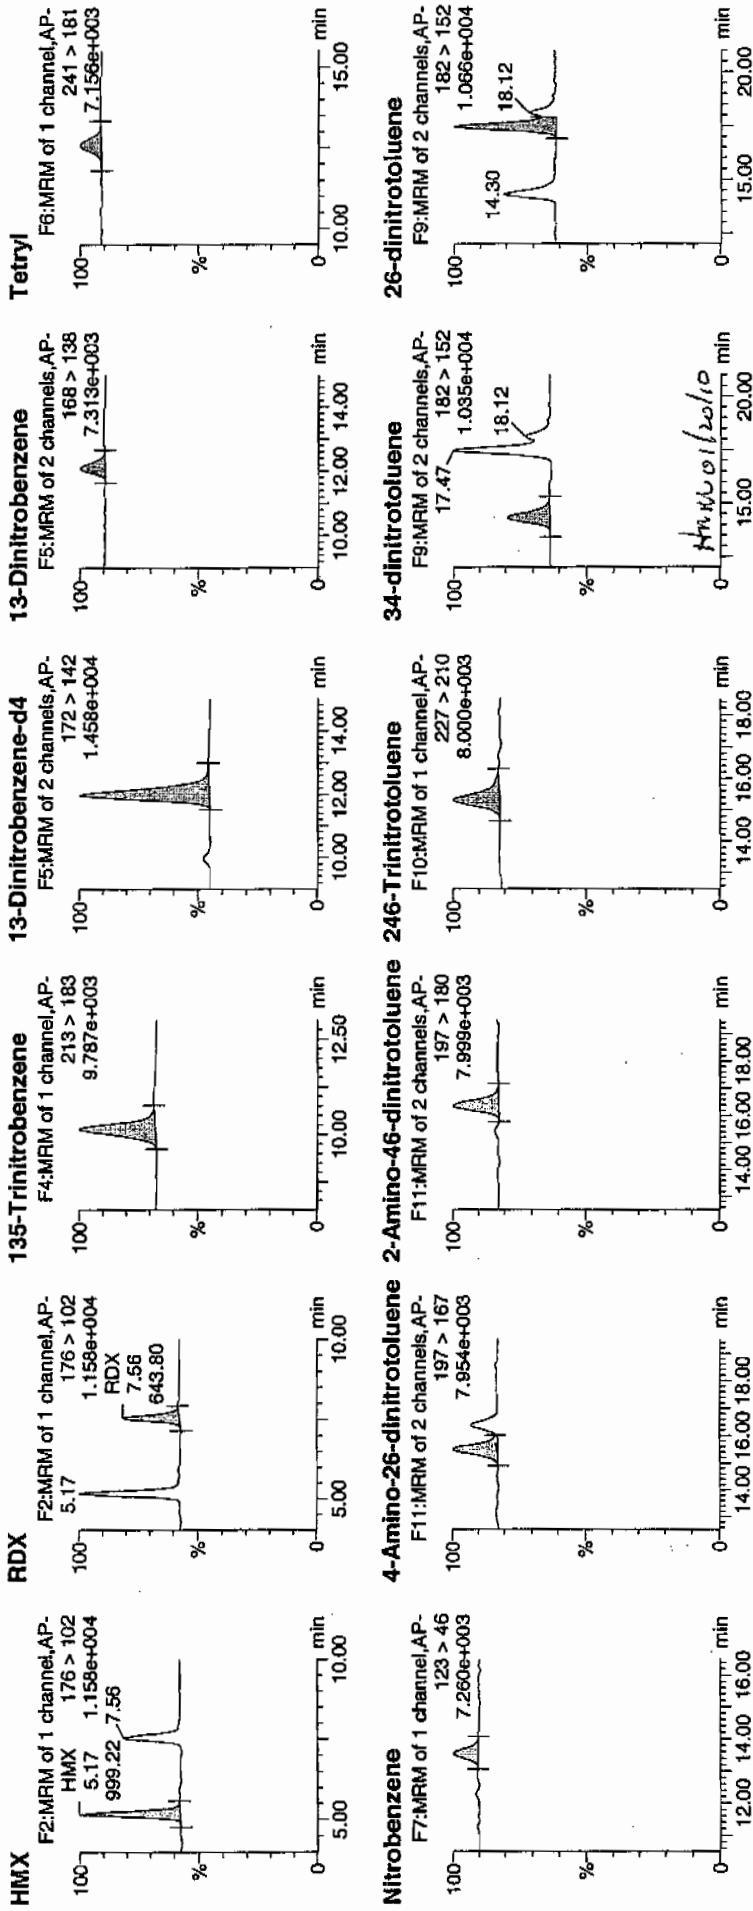 HMX
F2:MRM of 1 channel,AP-
176 > 102
1.158e+004
HMX
5.17
999.22
7.56
100
%
0
5.00
10.00
min
RDX
F2:MRM of 1 channel,AP-
176 > 102
1.158e+004
5.17
RDX
7.56
643.80
100
%
0
5.00
10.00
min
135-Trinitrobenzene
F4:MRM of 1 channel,AP-
213 > 183
9.787e+003
100
%
0
10.00
12.50
min
13-Dinitrobenzene-d4
F5:MRM of 2 channels,AP-
172 > 142
1.458e+004
100
%
0
10.00
12.00
14.00
min
13-Dinitrobenzene
F5:MRM of 2 channels,AP-
168 > 138
7.313e+003
100
%
0
10.00
12.00
14.00
min
Tetryl
F6:MRM of 1 channel,AP-
241 > 181
7.156e+003
100
%
0
10.00
15.00
min
Nitrobenzene
F7:MRM of 1 channel,AP-
123 > 46
7.260e+003
100
%
0
12.00
14.00
16.00
min
4-Amino-26-dinitrotoluene
F11:MRM of 2 channels,AP-
197 > 167
7.954e+003
100
%
0
14.00
16.00
18.00
min
2-Amino-46-dinitrotoluene
F11:MRM of 2 channels,AP-
197 > 180
7.999e+003
100
%
0
14.00
16.00
18.00
min
246-Trinitrotoluene
F10:MRM of 1 channel,AP-
227 > 210
8.000e+003
100
%
0
14.00
16.00
18.00
min
34-dinitrotoluene
F9:MRM of 2 channels,AP-
182 > 152
1.035e+004
17.47
18.12
100
%
0
15.00
20.00
min
01/20/10
26-dinitrotoluene
F9:MRM of 2 channels,AP-
182 > 152
1.066e+004
14.30
18.12
100
%
0
15.00
20.00
min